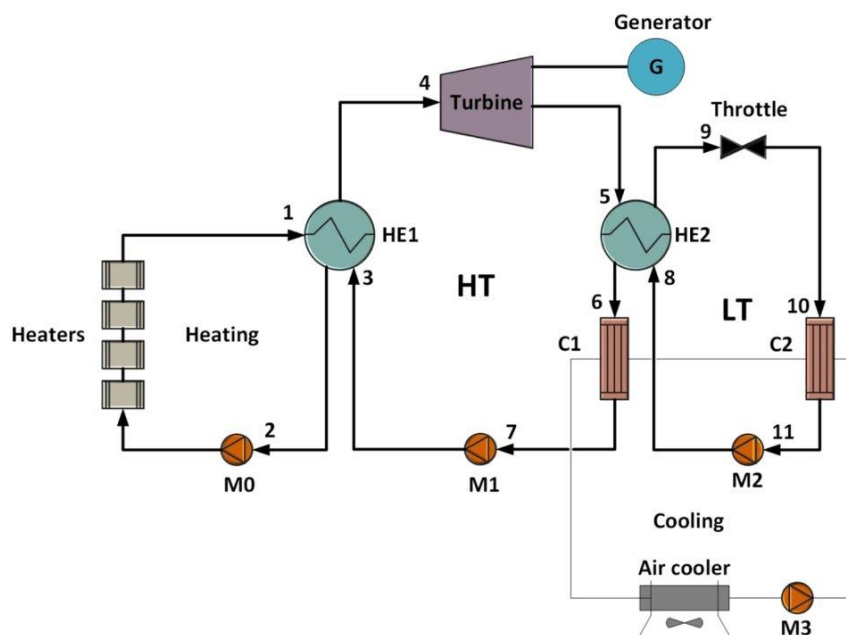 Generator
G
4
Turbine
9
Throttle
5
1
HE1
HE2
3
8
HT
6
LT
10
Heaters
Heating
C1
C2
2
7
11
M0
M1
M2
Cooling
Air cooler
M3